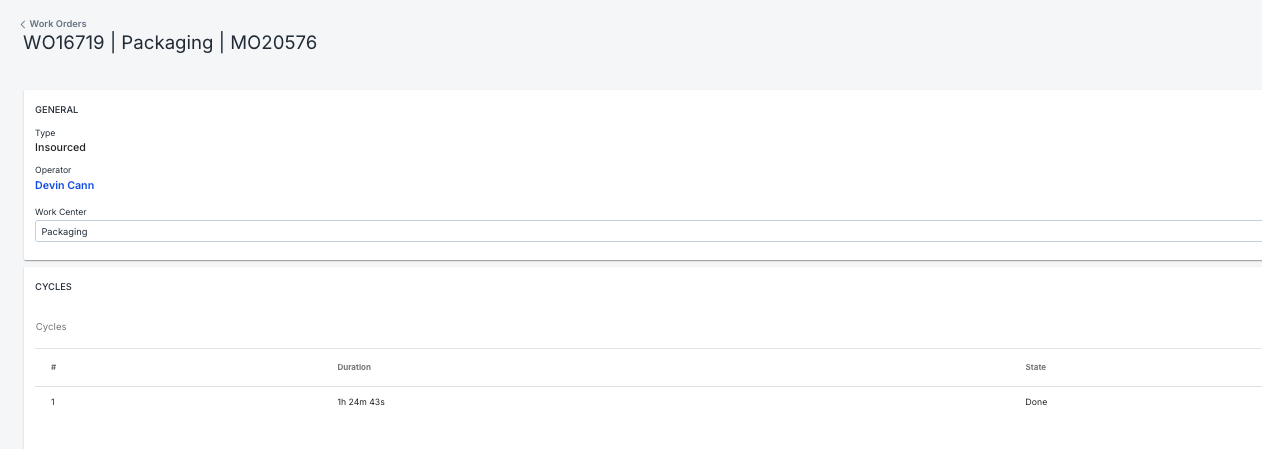 Work Orders
WO16719 | Packaging | MO20576
GENERAL
Type
Insourced
Operator
Devin Cann
Work Center
Packaging
CYCLES
Cycles
# Duration State
1 1h 24m 43s Done